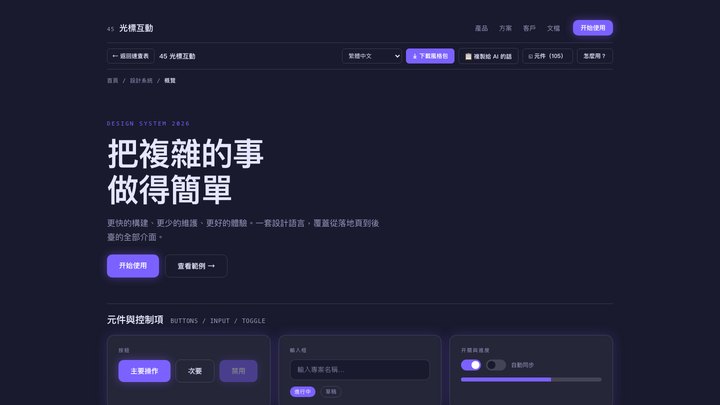 45 光標互動
產品 方案 客戶 文檔 开始使用
← 返回速查表 45 光標互動 繁體中文 ⤓ 下載風格包 📋 複製給 AI 的話 元件（105） 怎麼用？
首頁 / 設計系統 / 概覽
DESIGN SYSTEM 2026
把複雜的事
做得簡單
更快的構建、更少的維護、更好的體驗。一套設計語言，覆蓋從落地頁到後
臺的全部介面。
开始使用 查看範例 →
元件與控制項 BUTTONS / INPUT / TOGGLE
按鈕 輸入框 開關與進度
主要操作 次要 禁用 輸入專案名稱… 自動同步
進行中 草稿